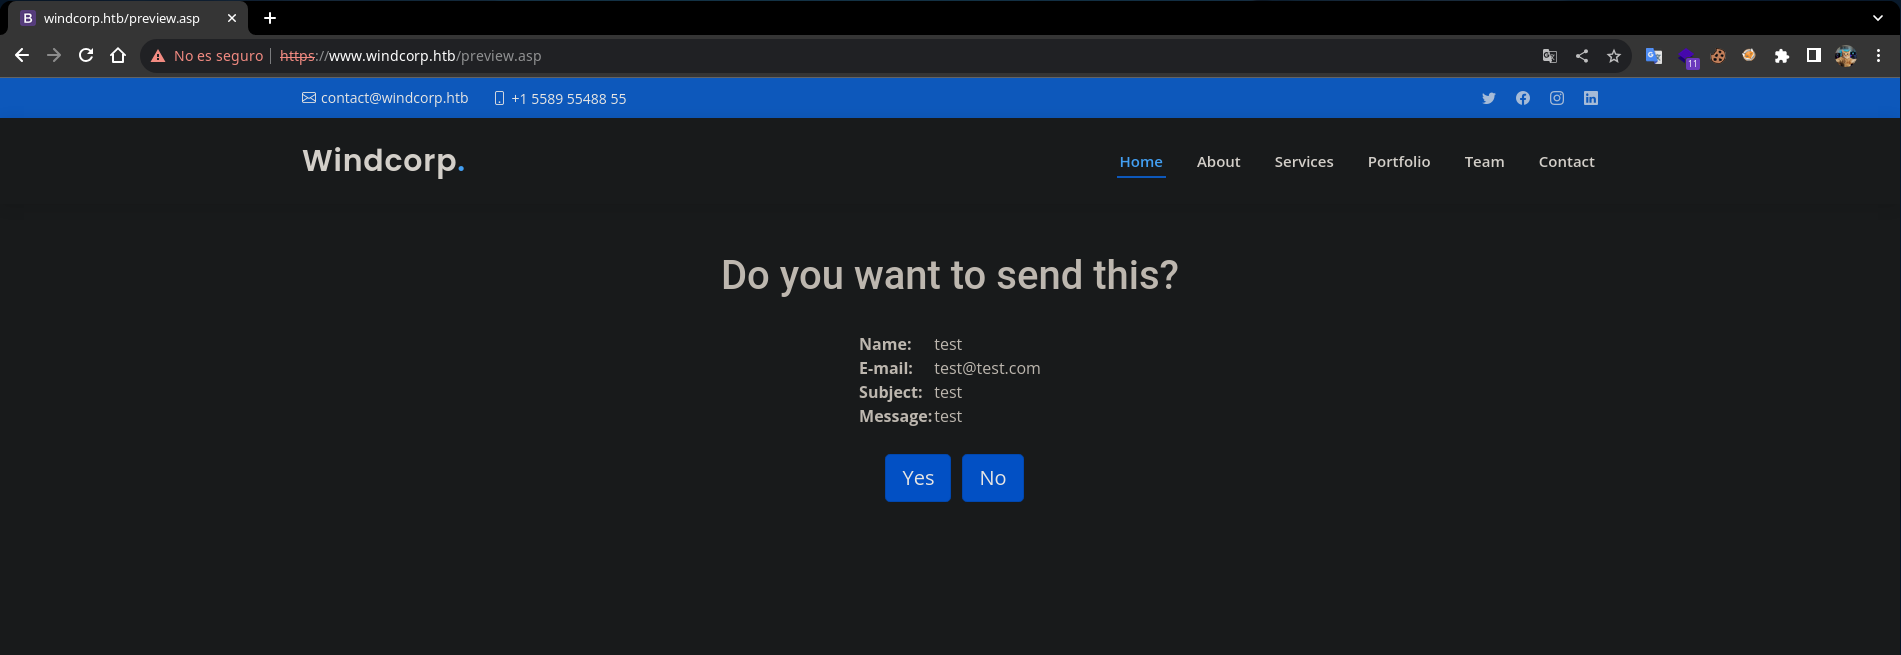 windcorp.htb/preview.asp
No es seguro https://www.windcorp.htb/preview.asp
11
contact@windcorp.htb +1 5589 55488 55
Windcorp.
Home About Services Portfolio Team Contact
Do you want to send this?
Name: test
E-mail: test@test.com
Subject: test
Message: test
Yes No